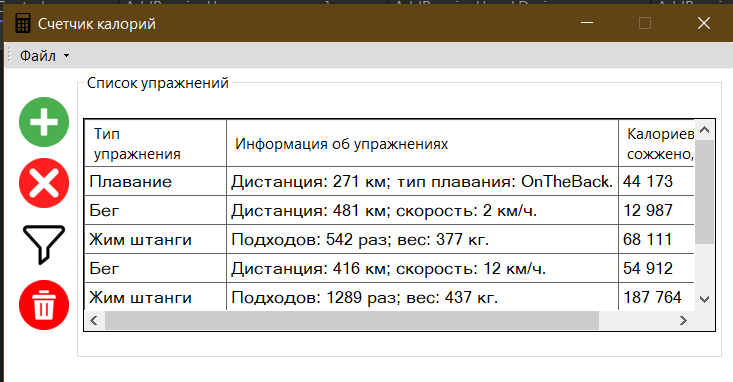 Счетчик калорий
Файл
Список упражнений
Тип упражнения Информация об упражнениях Калориев сожжено,
Плавание Дистанция: 271 км; тип плавания: OnTheBack. 44 173
Бег Дистанция: 481 км; скорость: 2 км/ч. 12 987
Жим штанги Подходов: 542 раз; вес: 377 кг. 68 111
Бег Дистанция: 416 км; скорость: 12 км/ч. 54 912
Жим штанги Подходов: 1289 раз; вес: 437 кг. 187 764